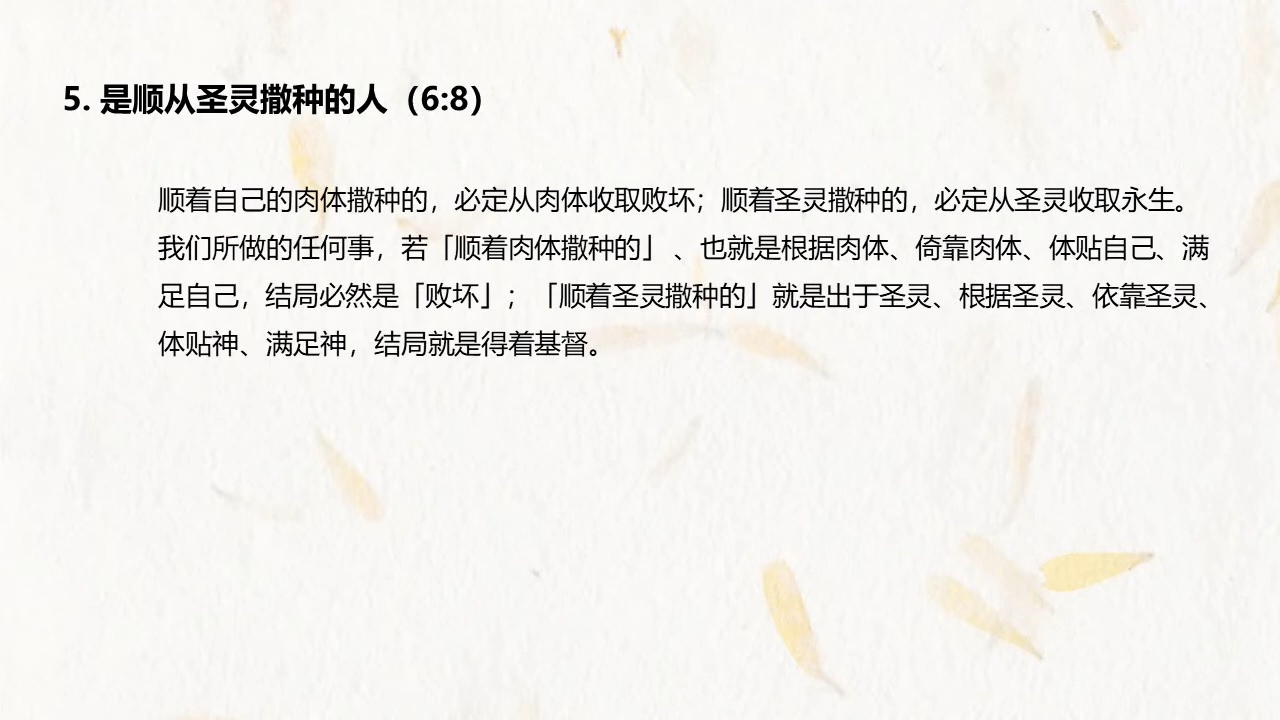 5. 是顺从圣灵撒种的人（6:8）
顺着自己的肉体撒种的，必定从肉体收取败坏；顺着圣灵撒种的，必定从圣灵收取永生。
我们所做的任何事，若「顺着肉体撒种的」、也就是根据肉体、倚靠肉体、体贴自己、满
足自己，结局必然是「败坏」；「顺着圣灵撒种的」就是出于圣灵、根据圣灵、依靠圣灵、
体贴神、满足神，结局就是得着基督。